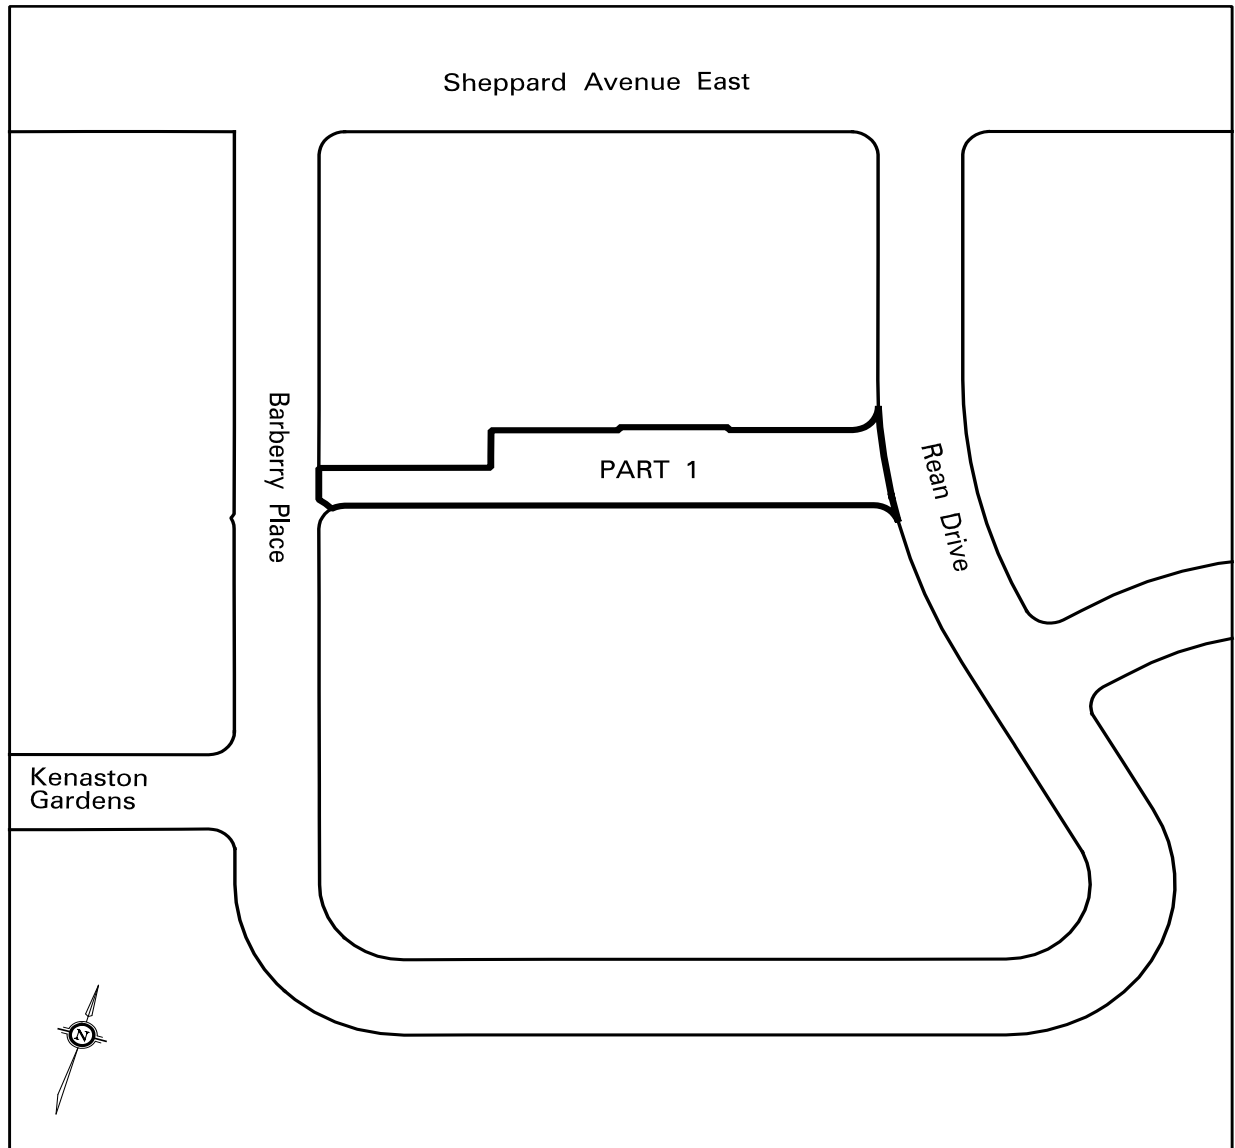 Sheppard Avenue East
Barberry Place
PART 1
Rean Drive
Kenaston
Gardens
N